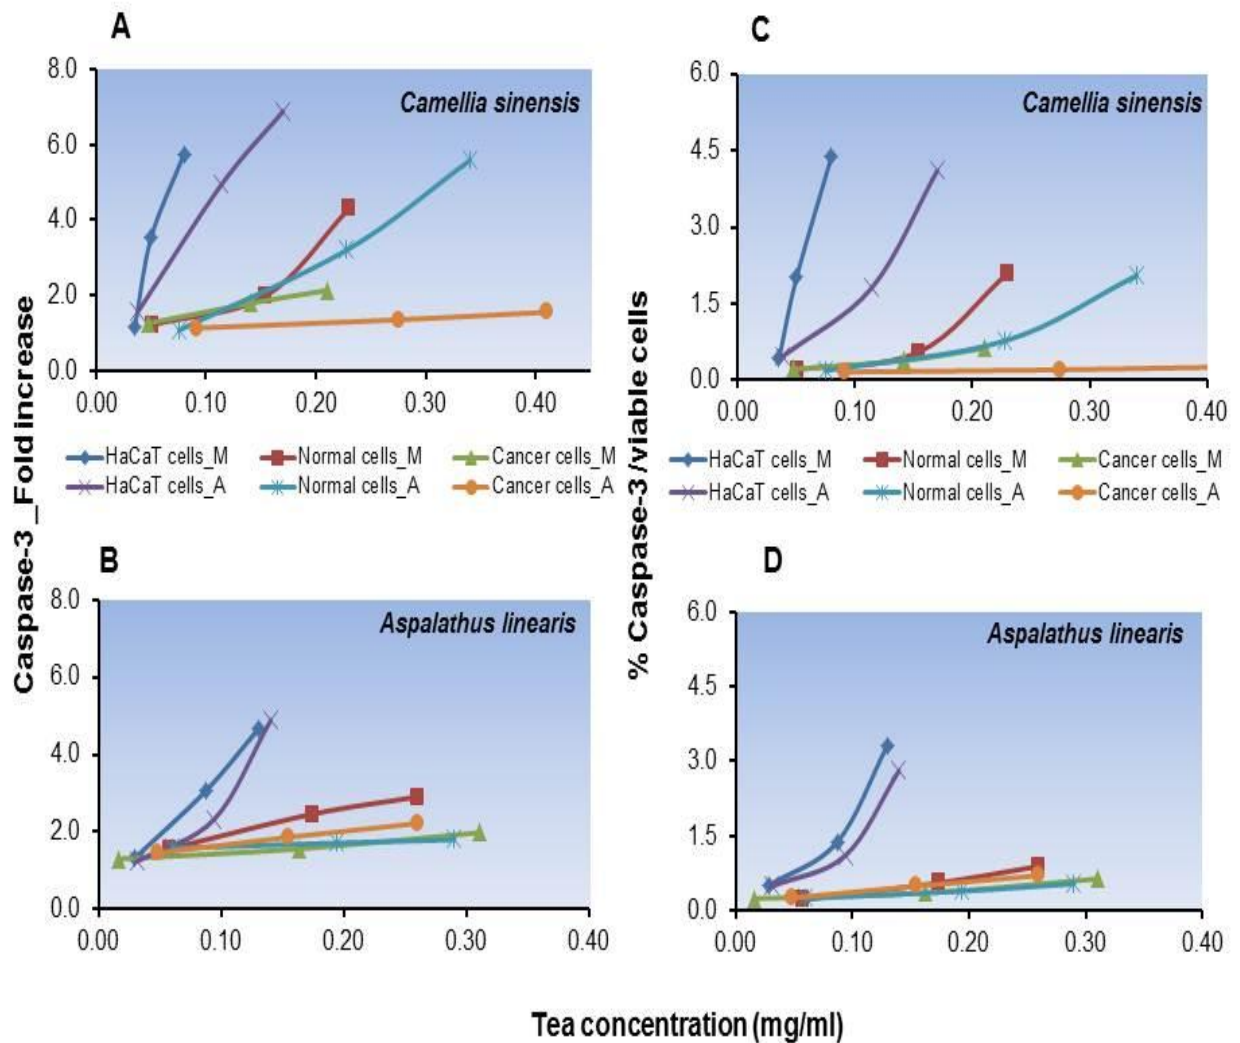 A
8.0
6.0
4.0
2.0
0.0
0.00 0.10 0.20 0.30 0.40
Camellia sinensis
HaCaT cells_M Normal cells_M Cancer cells_M
HaCaT cells_A Normal cells_A Cancer cells_A
Caspase-3 _Fold increase
B
8.0
6.0
4.0
2.0
0.0
0.00 0.10 0.20 0.30 0.40
Aspalathus linearis
C
6.0
4.5
3.0
1.5
0.0
0.00 0.10 0.20 0.30 0.40
Camellia sinensis
HaCaT cells_M Normal cells_M Cancer cells_M
HaCaT cells_A Normal cells_A Cancer cells_A
% Caspase-3 /viable cells
D
6.0
4.5
3.0
1.5
0.0
0.00 0.10 0.20 0.30 0.40
Aspalathus linearis
Tea concentration (mg/ml)